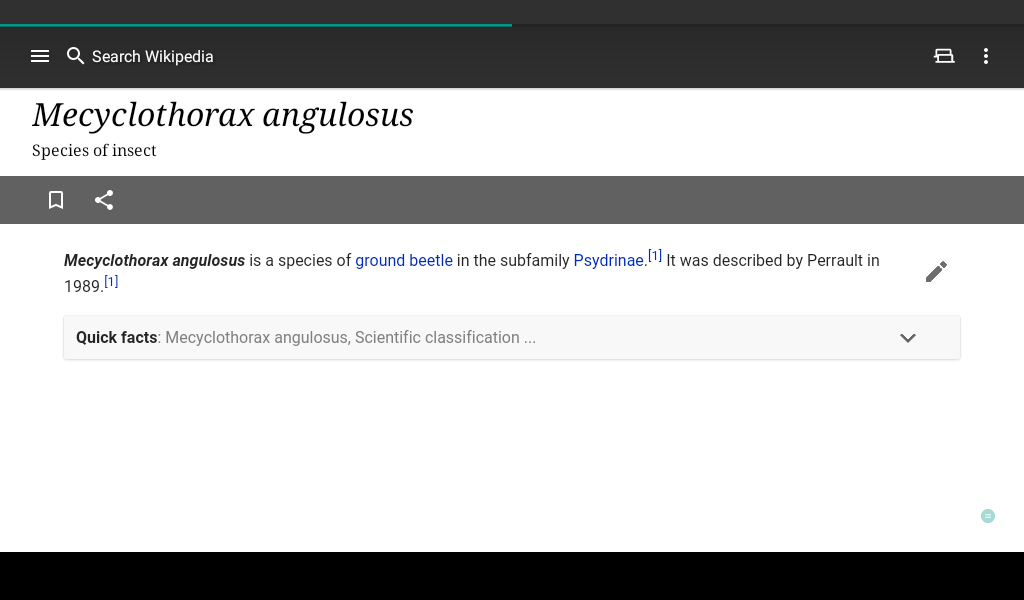 Search Wikipedia
Mecyclothorax angulosus
Species of insect
Mecyclothorax angulosus is a species of ground beetle in the subfamily Psydrinae.[1] It was described by Perrault in
1989.[1]
Quick facts: Mecyclothorax angulosus, Scientific classification ...